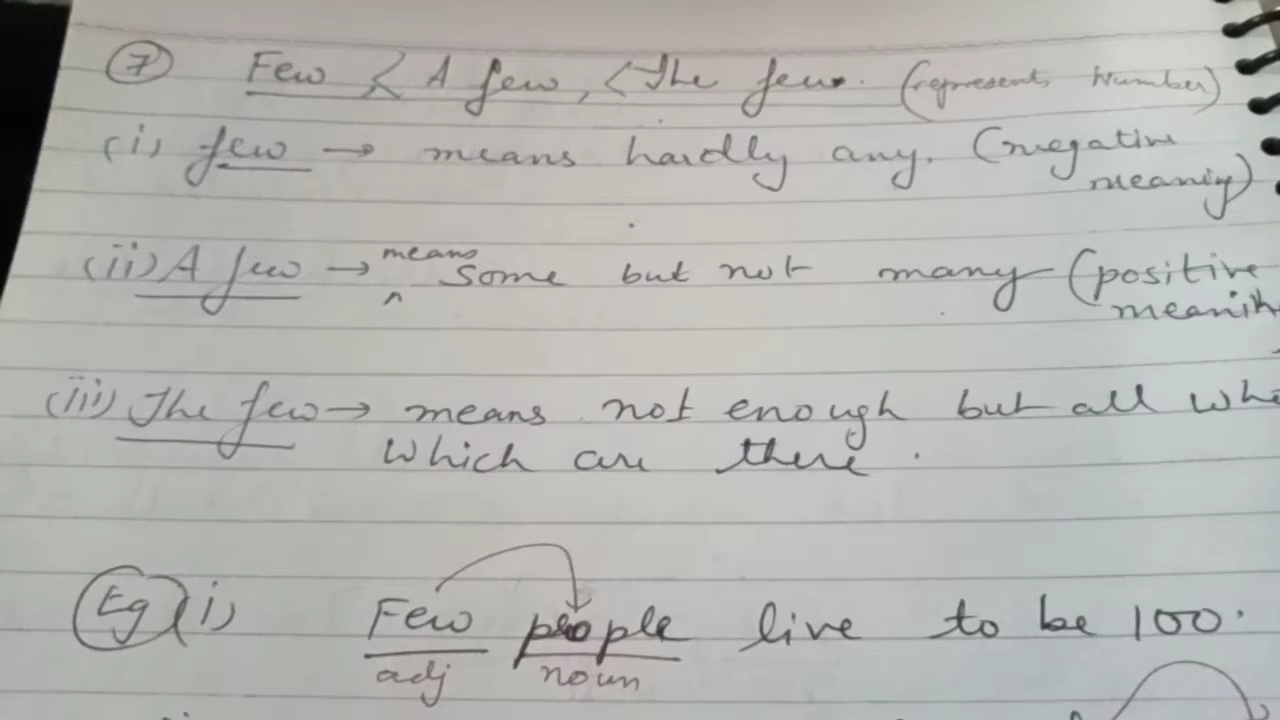 7 Few < A few, < The few. (represents Number)
(i) few → means hardly any. (negative
meaning)
means
(ii) A few → ^ Some but not many (positive
meanin
(iii) The few → means not enough but all whi
which are there.
Eg (i) Few people live to be 100.
adj noun